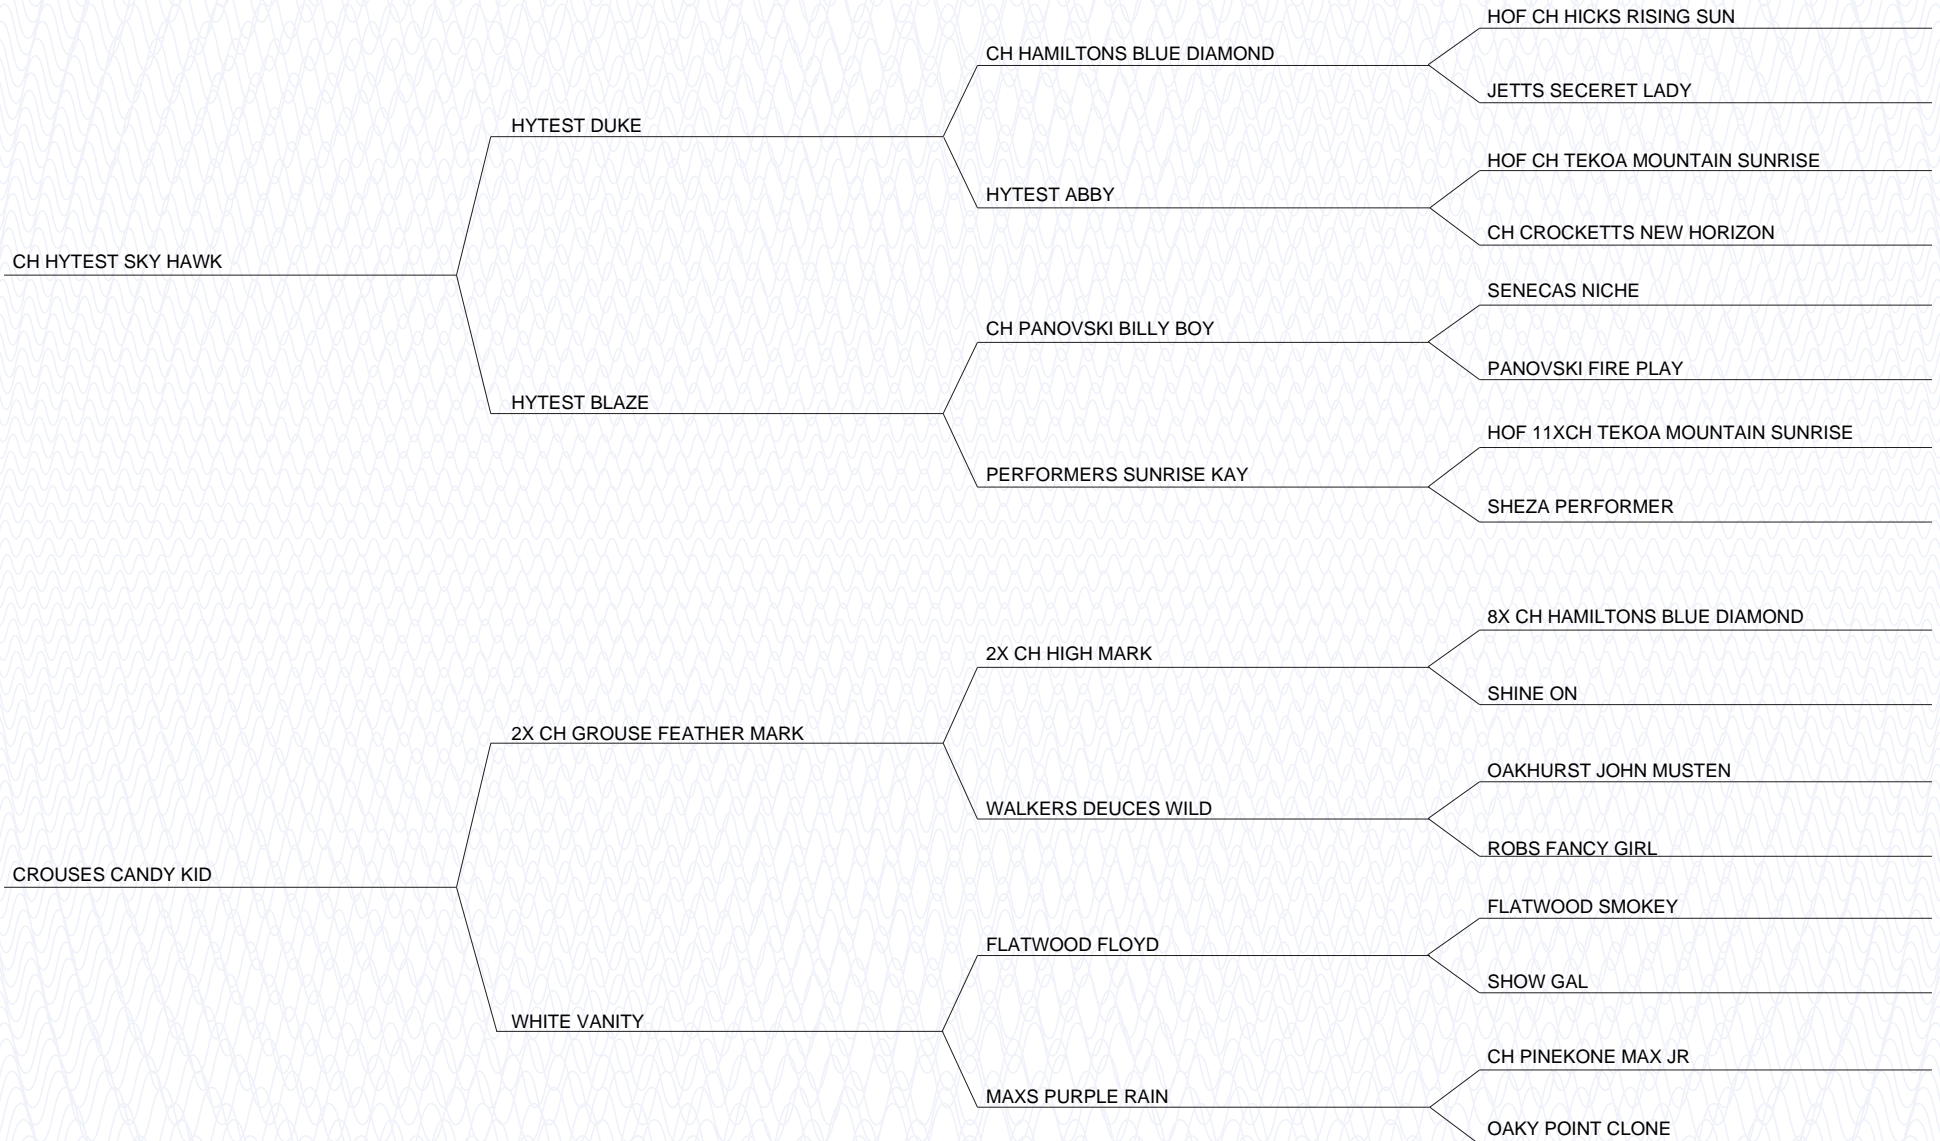 HOF CH HICKS RISING SUN
CH HAMILTONS BLUE DIAMOND
JETTS SECERET LADY
HYTEST DUKE
HOF CH TEKOA MOUNTAIN SUNRISE
HYTEST ABBY
CH CROCKETTS NEW HORIZON
CH HYTEST SKY HAWK
SENECAS NICHE
CH PANOVSKI BILLY BOY
PANOVSKI FIRE PLAY
HYTEST BLAZE
HOF 11XCH TEKOA MOUNTAIN SUNRISE
PERFORMERS SUNRISE KAY
SHEZA PERFORMER
8X CH HAMILTONS BLUE DIAMOND
2X CH HIGH MARK
SHINE ON
2X CH GROUSE FEATHER MARK
OAKHURST JOHN MUSTEN
WALKERS DEUCES WILD
ROBS FANCY GIRL
CROUSES CANDY KID
FLATWOOD SMOKEY
FLATWOOD FLOYD
SHOW GAL
WHITE VANITY
CH PINEKONE MAX JR
MAXS PURPLE RAIN
OAKY POINT CLONE